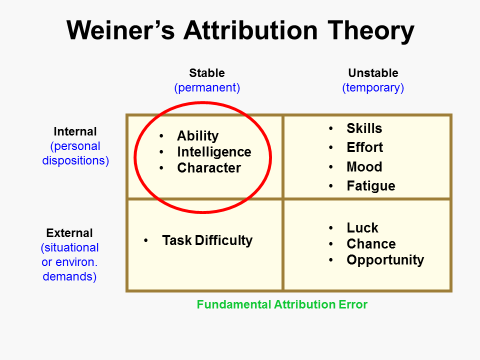 Weiner's Attribution Theory
Stable
(permanent)
Unstable
(temporary)
Internal
(personal
dispositions)
• Ability
• Intelligence
• Character
• Skills
• Effort
• Mood
• Fatigue
External
(situational
or environ.
demands)
• Task Difficulty
• Luck
• Chance
• Opportunity
Fundamental Attribution Error